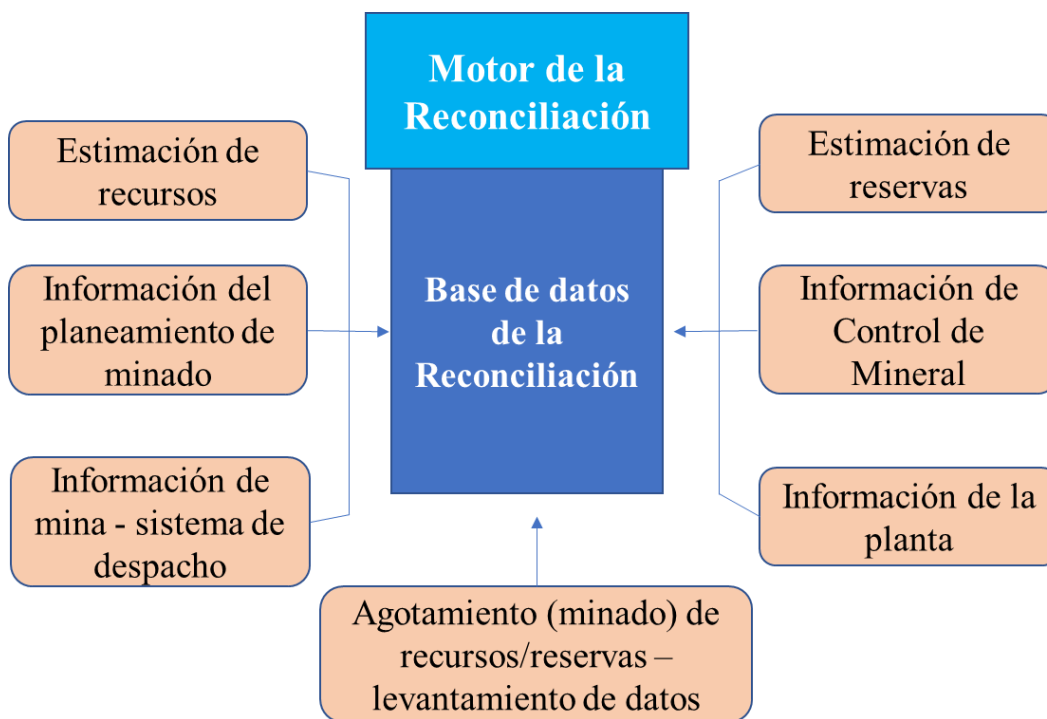 Motor de la
Reconciliación
Estimación de
recursos
Estimación de
reservas
Información del
planeamiento de
minado
Base de datos
de la
Reconciliación
Información de
Control de
Mineral
Información de
mina - sistema de
despacho
Información de la
planta
Agotamiento (minado) de
recursos/reservas –
levantamiento de datos